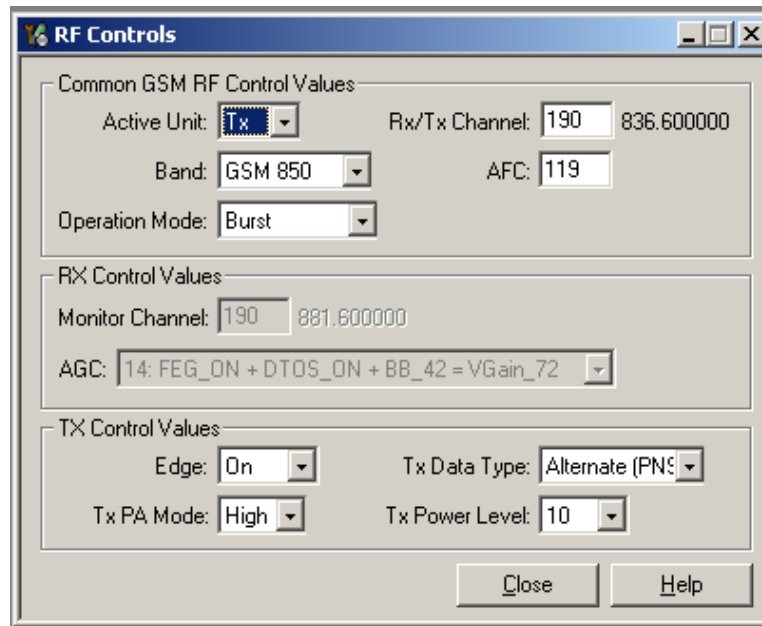 RF Controls
Common GSM RF Control Values
Active Unit: Tx Rx/Tx Channel: 190 836.600000
Band: GSM 850 AFC: 119
Operation Mode: Burst
RX Control Values
Monitor Channel: 190 881.600000
AGC: 14: FEG_ON + DTOS_ON + BB_42 = VGain_72
TX Control Values
Edge: On Tx Data Type: Alternate (PNS
Tx PA Mode: High Tx Power Level: 10
Close Help